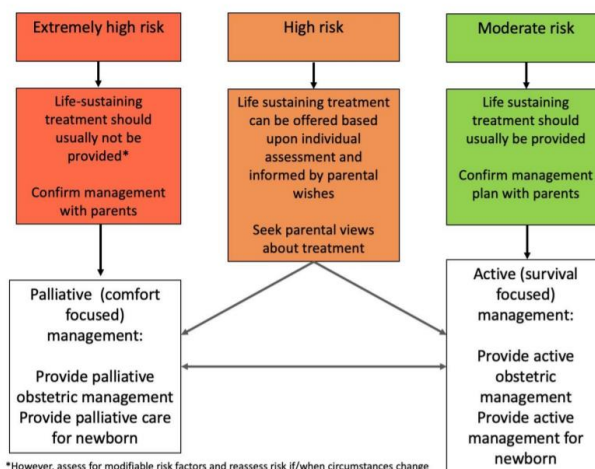 Extremely high risk
High risk
Moderate risk
Life-sustaining
treatment should
usually not be
provided*
Confirm management
with parents
Life sustaining treatment
can be offered based
upon individual
assessment and
informed by parental
wishes
Seek parental views
about treatment
Life sustaining
treatment should
usually be provided
Confirm management
plan with parents
Palliative (comfort
focused)
management:
Provide palliative
obstetric management
Provide palliative care
for newborn
Active (survival
focused)
management:
Provide active
obstetric
management
Provide active
management for
newborn
*However, assess for modifiable risk factors and reassess risk if/when circumstances change